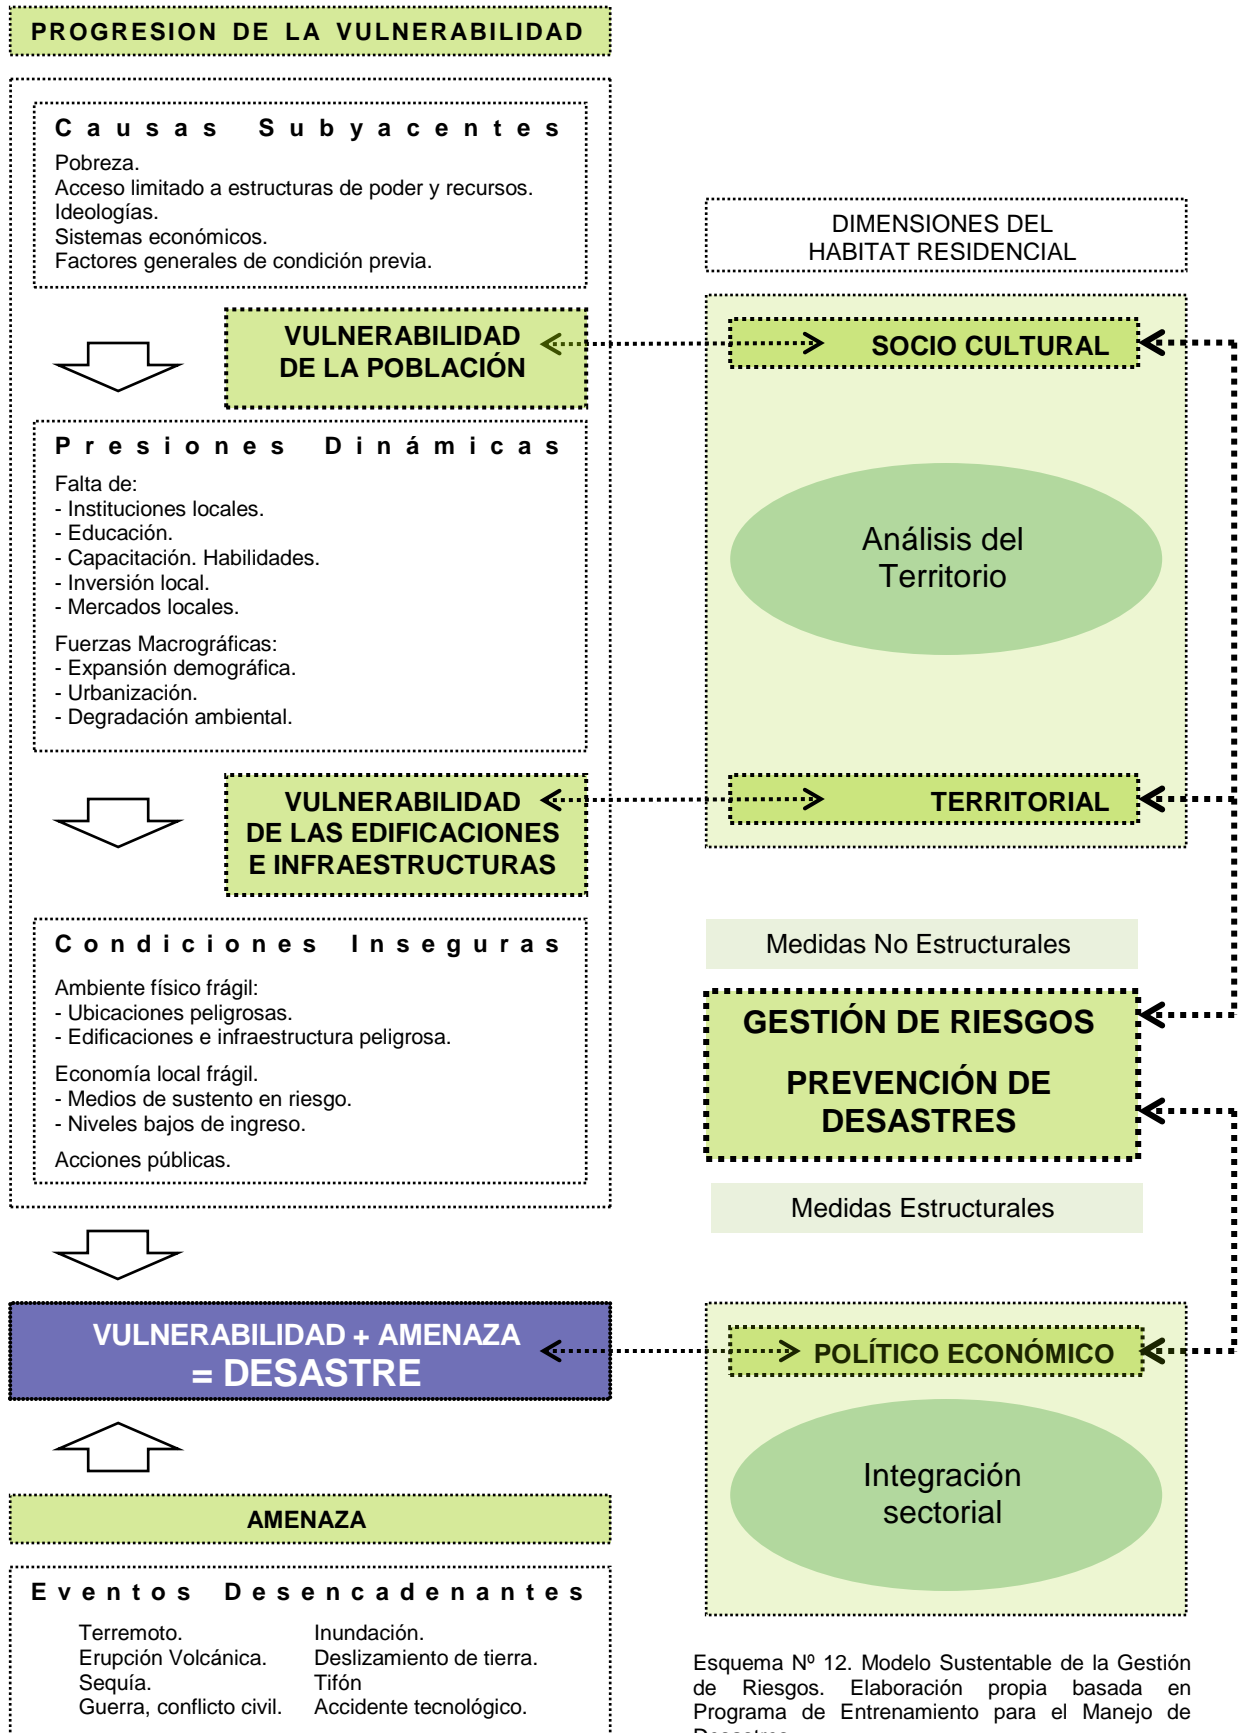 PROGRESION DE LA VULNERABILIDAD
Causas Subyacentes
Pobreza.
Acceso limitado a estructuras de poder y recursos.
Ideologías.
Sistemas económicos.
Factores generales de condición previa.
VULNERABILIDAD
DE LA POBLACIÓN
Presiones Dinámicas
Falta de:
- Instituciones locales.
- Educación.
- Capacitación. Habilidades.
- Inversión local.
- Mercados locales.
Fuerzas Macrográficas:
- Expansión demográfica.
- Urbanización.
- Degradación ambiental.
VULNERABILIDAD
DE LAS EDIFICACIONES
E INFRAESTRUCTURAS
Condiciones Inseguras
Ambiente físico frágil:
- Ubicaciones peligrosas.
- Edificaciones e infraestructura peligrosa.
Economía local frágil.
- Medios de sustento en riesgo.
- Niveles bajos de ingreso.
Acciones públicas.
VULNERABILIDAD + AMENAZA
= DESASTRE
AMENAZA
Eventos Desencadenantes
Terremoto. Inundación.
Erupción Volcánica. Deslizamiento de tierra.
Sequía. Tifón
Guerra, conflicto civil. Accidente tecnológico.
DIMENSIONES DEL
HABITAT RESIDENCIAL
SOCIO CULTURAL
Análisis del
Territorio
TERRITORIAL
Medidas No Estructurales
GESTIÓN DE RIESGOS
PREVENCIÓN DE
DESASTRES
Medidas Estructurales
POLÍTICO ECONÓMICO
Integración
sectorial
Esquema Nº 12. Modelo Sustentable de la Gestión
de Riesgos. Elaboración propia basada en
Programa de Entrenamiento para el Manejo de